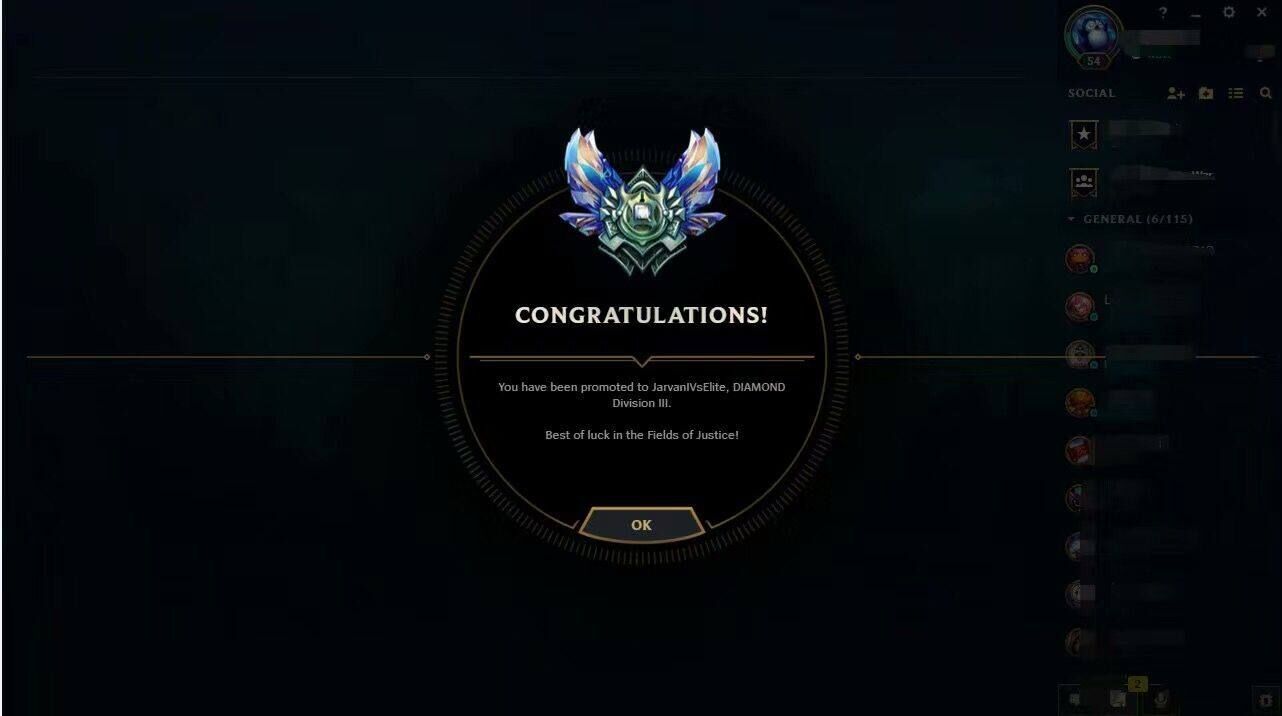 ?
54
SOCIAL
GENERAL (6/115)
CONGRATULATIONS!
You have been promoted to JarvanIVsElite, DIAMOND
Division III.
Best of luck in the Fields of Justice!
OK
L
2